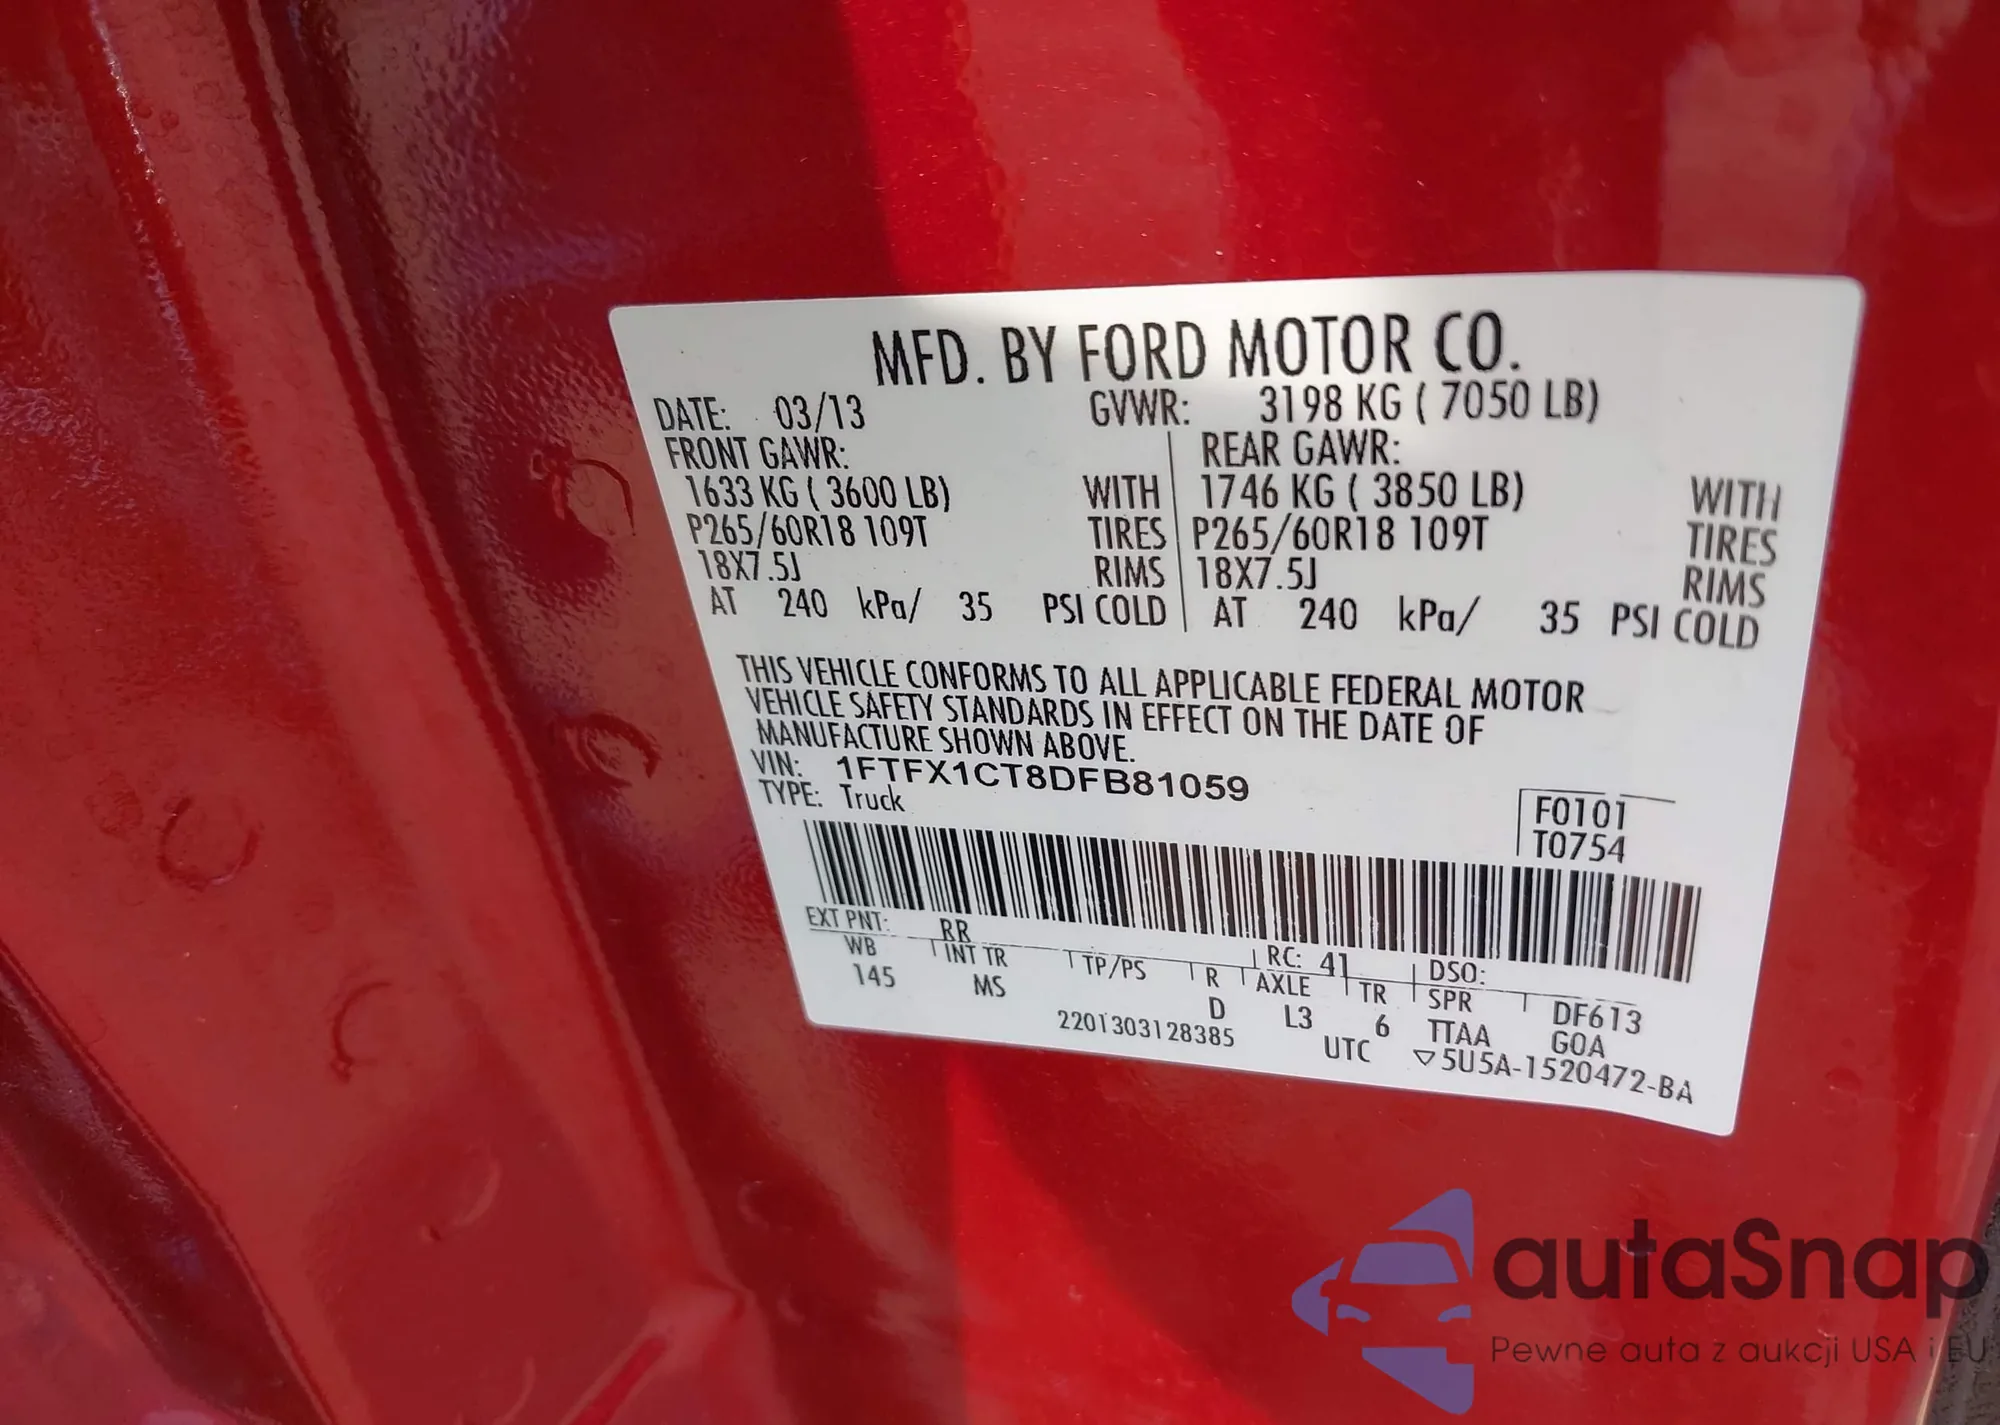 MFD. BY FORD MOTOR CO.
DATE: 03/13 GVWR: 3198 KG ( 7050 LB)
FRONT GAWR: REAR GAWR:
1633 KG ( 3600 LB) WITH 1746 KG ( 3850 LB) WITH
P265/60R18 109T TIRES P265/60R18 109T TIRES
18X7.5J RIMS 18X7.5J RIMS
AT 240 kPa/ 35 PSI COLD AT 240 kPa/ 35 PSI COLD
THIS VEHICLE CONFORMS TO ALL APPLICABLE FEDERAL MOTOR
VEHICLE SAFETY STANDARDS IN EFFECT ON THE DATE OF
MANUFACTURE SHOWN ABOVE.
VIN: 1FTFX1CT8DFB81059
TYPE: Truck
F0101
T0754
EXT PNT: RR RC: 41 DSO:
WB INT TR TP/PS R AXLE TR SPR DF613
145 MS D L3 6 TTAA GOA
2201303128385 UTC ▽5U5A-1520472-BA
autaSnap
Pewne auta z aukcji USA i EU